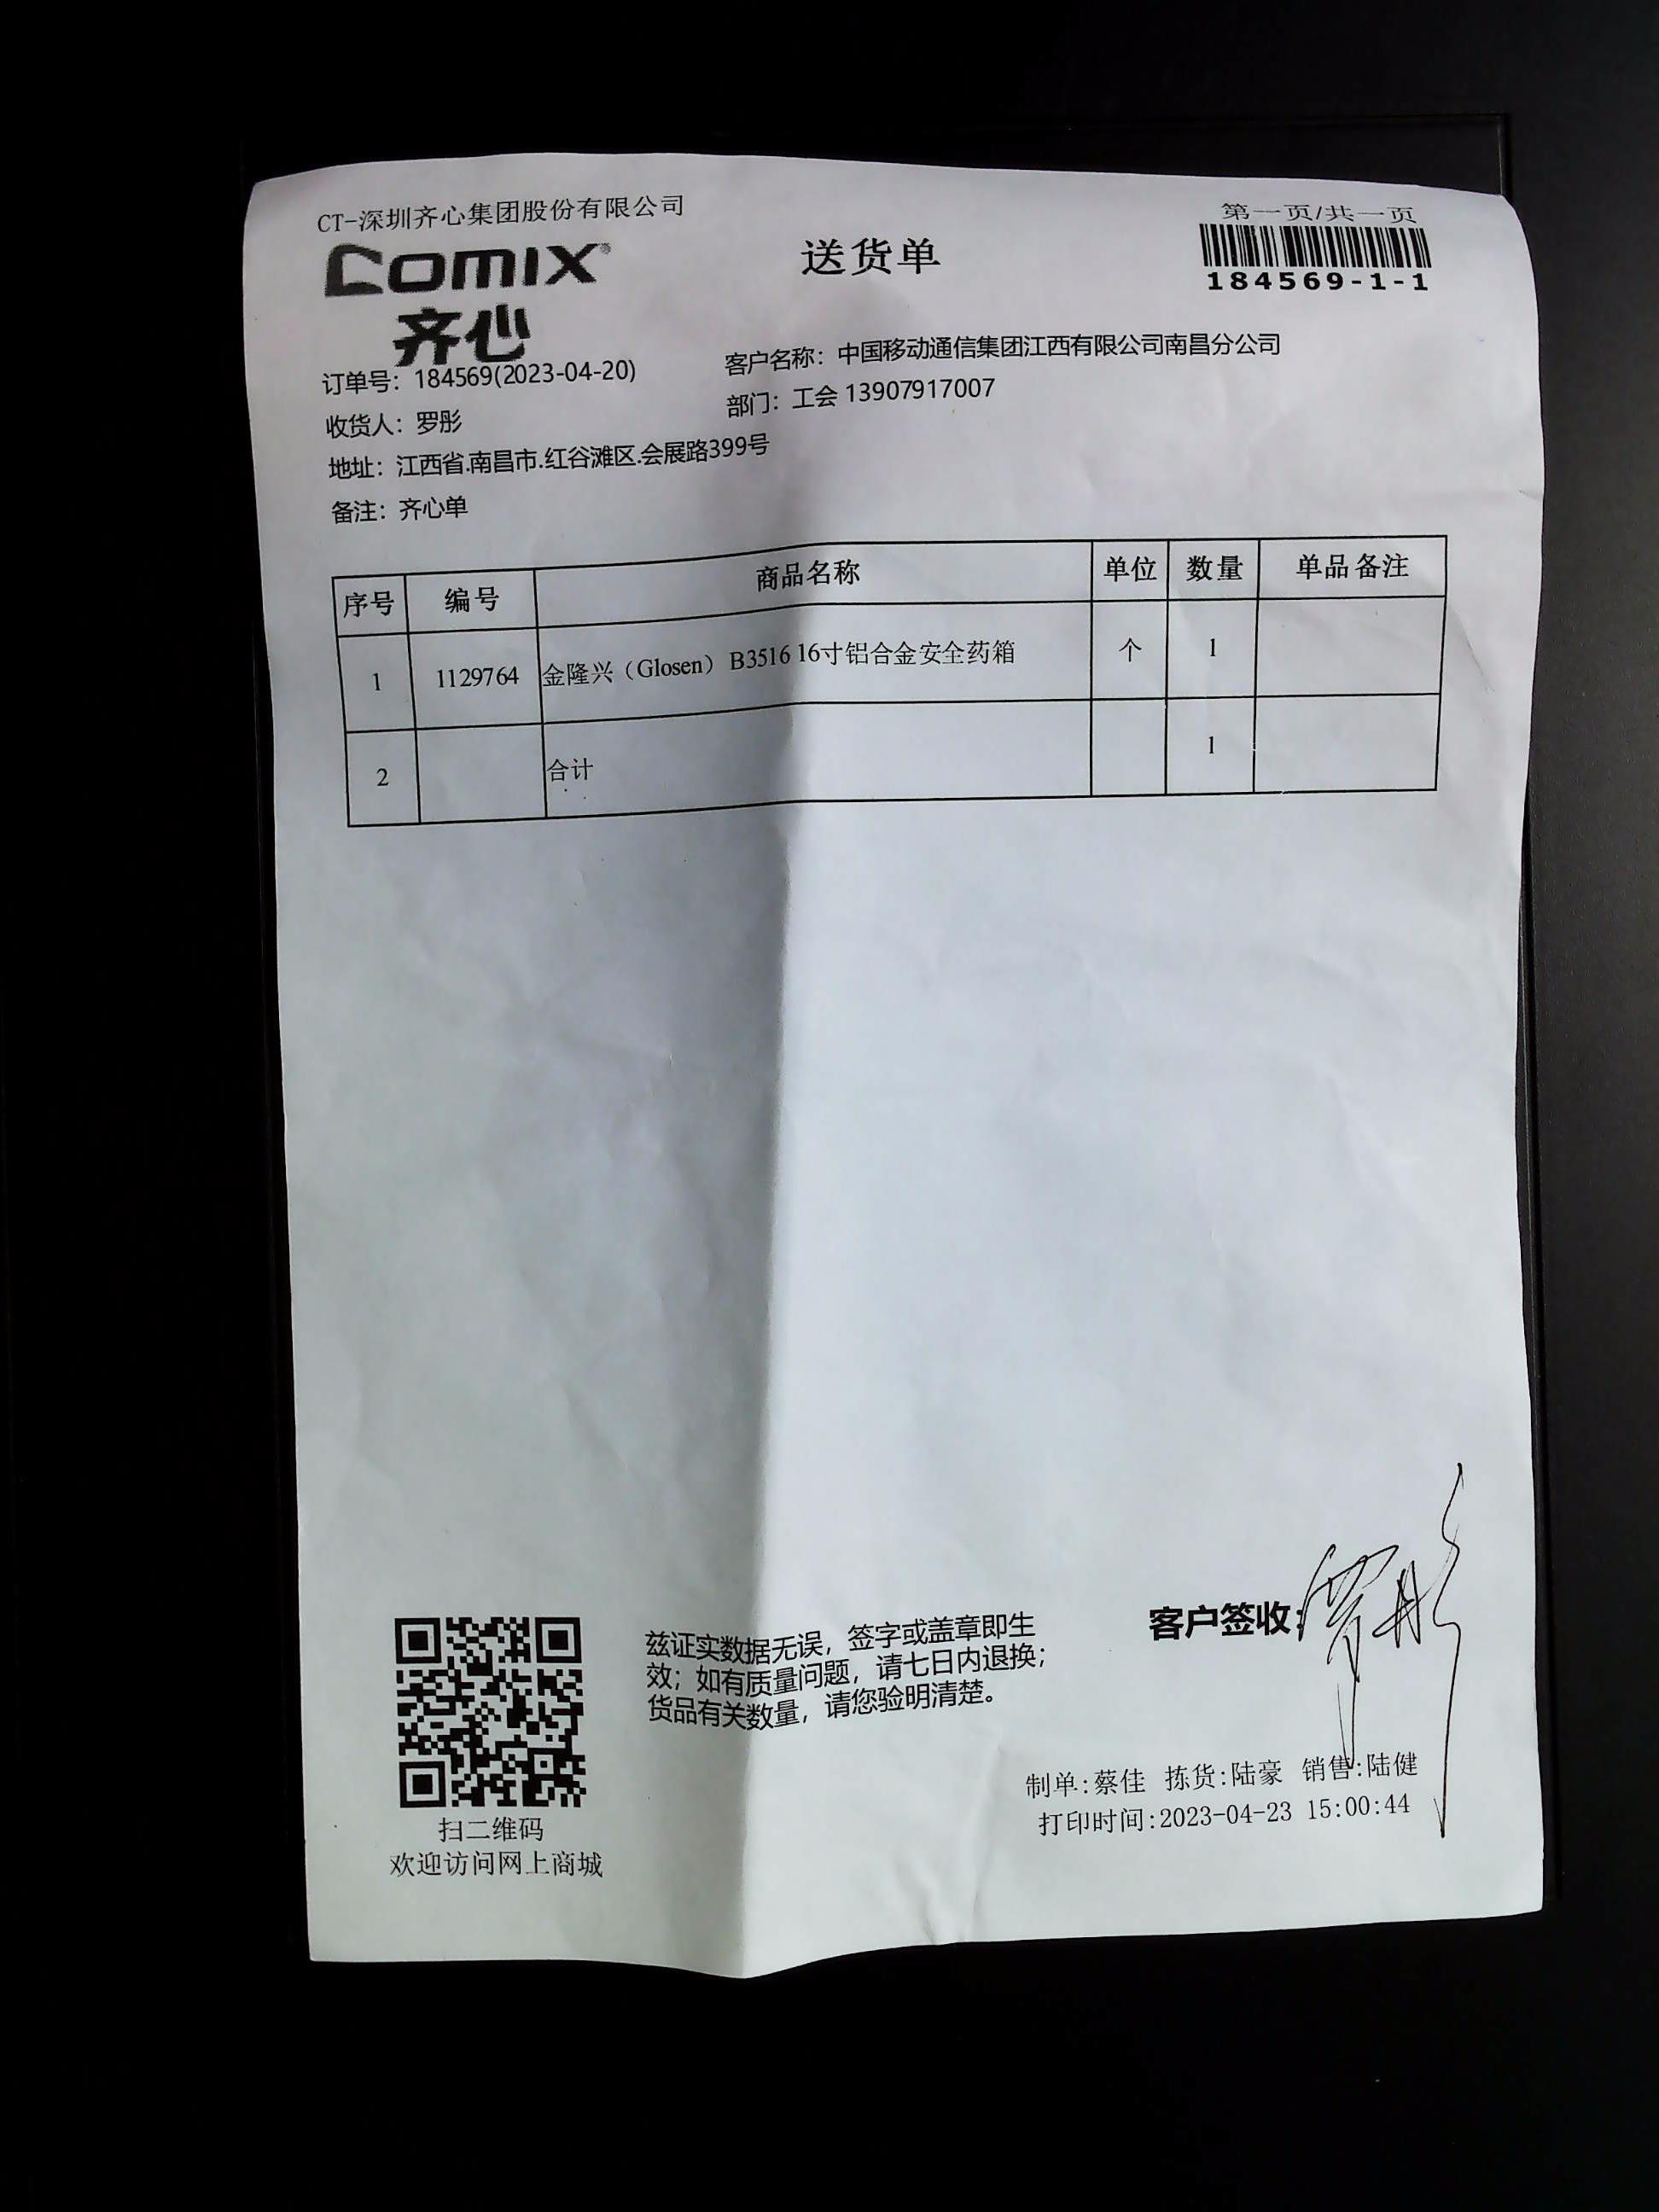 CT-深圳齐心集团股份有限公司
第一页/共一页
Comix®
齐心
送货单
184569-1-1
订单号：184569(2023-04-20)
客户名称：中国移动通信集团江西有限公司南昌分公司
收货人：罗彤
部门：工会 13907917007
地址：江西省.南昌市.红谷滩区.会展路399号
备注：齐心单
序号 编号 商品名称 单位 数量 单品备注
1 1129764 金隆兴（Glosen）B3516 16寸铝合金安全药箱 个 1
2 合计 1
兹证实数据无误，签字或盖章即生
效；如有质量问题，请七日内退换；
货品有关数量，请您验明清楚。
客户签收：罗彤
制单:蔡佳 拣货:陆豪 销售:陆健
打印时间:2023-04-23 15:00:44
扫二维码
欢迎访问网上商城